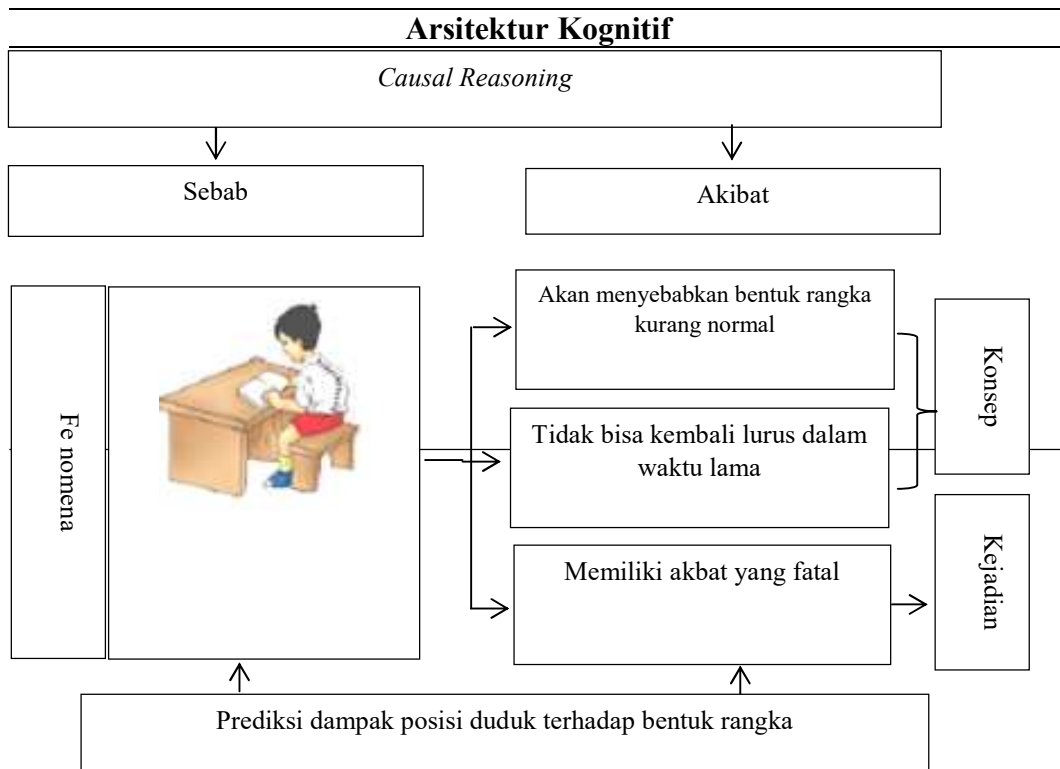 Arsitektur Kognitif
Causal Reasoning
Sebab
Akibat
Fe nomena
Akan menyebabkan bentuk rangka
kurang normal
Tidak bisa kembali lurus dalam
waktu lama
Memiliki akbat yang fatal
Konsep
Kejadian
Prediksi dampak posisi duduk terhadap bentuk rangka